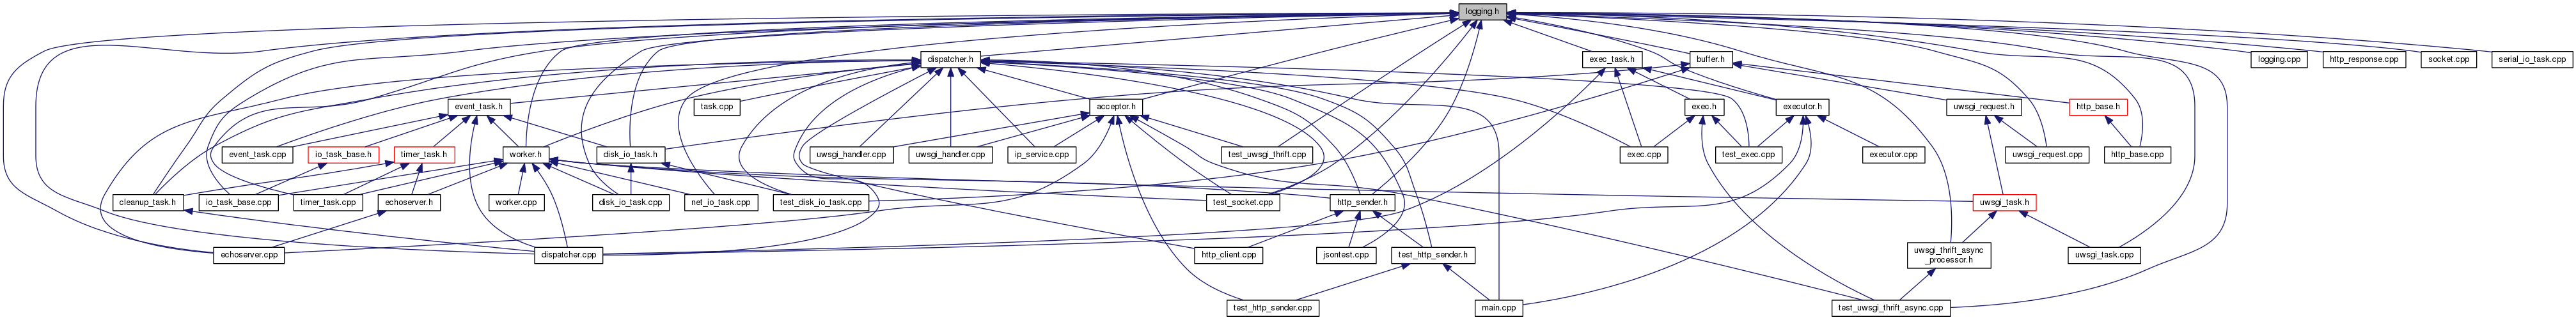 logging.h
dispatcher.h
exec_task.h
buffer.h
logging.cpp
http_response.cpp
socket.cpp
serial_io_task.cpp
event_task.h
task.cpp
acceptor.h
exec.h
executor.h
uwsgi_request.h
http_base.h
event_task.cpp
io_task_base.h
timer_task.h
worker.h
disk_io_task.h
uwsgi_handler.cpp
uwsgi_handler.cpp
ip_service.cpp
test_uwsgi_thrift.cpp
exec.cpp
test_exec.cpp
executor.cpp
uwsgi_request.cpp
http_base.cpp
cleanup_task.h
io_task_base.cpp
timer_task.cpp
echoserver.h
worker.cpp
disk_io_task.cpp
net_io_task.cpp
test_disk_io_task.cpp
test_socket.cpp
http_sender.h
uwsgi_task.h
echoserver.cpp
dispatcher.cpp
http_client.cpp
jsontest.cpp
test_http_sender.h
uwsgi_thrift_async
_processor.h
uwsgi_task.cpp
test_http_sender.cpp
main.cpp
test_uwsgi_thrift_async.cpp